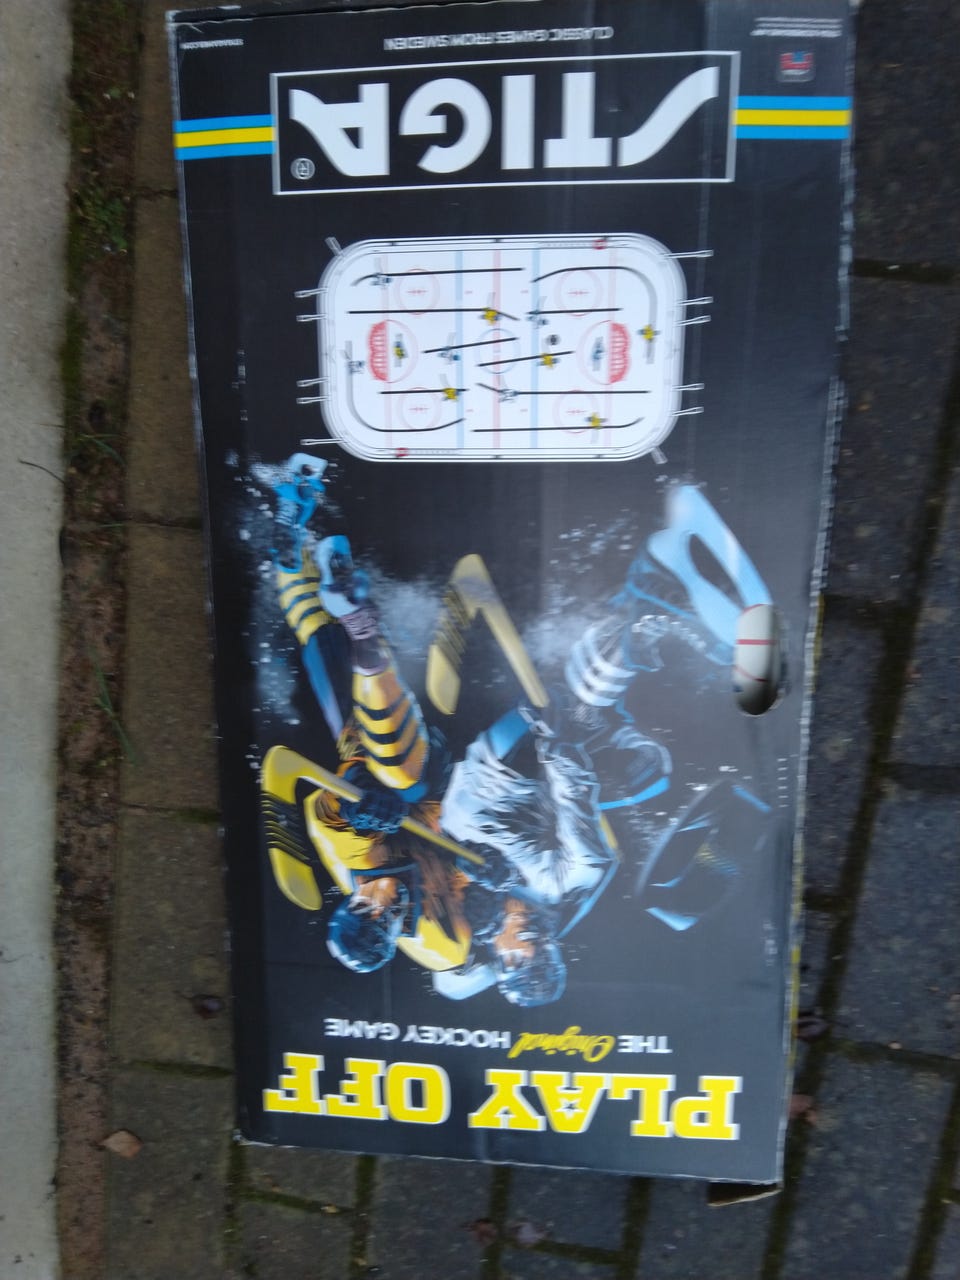 PLAY OFF
THE Original HOCKEY GAME
STIGA®
CLASSIC GAMES FROM SWEDEN